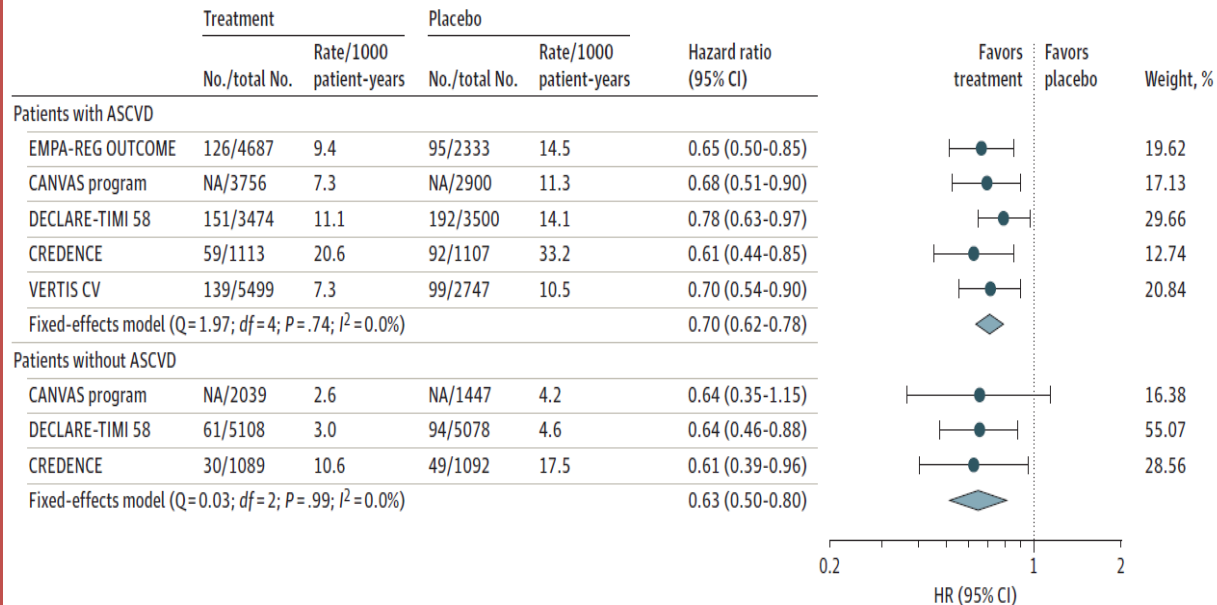 Treatment Placebo
No./total No. Rate/1000 patient-years No./total No. Rate/1000 patient-years Hazard ratio (95% CI) Favors treatment Favors placebo Weight, %
Patients with ASCVD
EMPA-REG OUTCOME 126/4687 9.4 95/2333 14.5 0.65 (0.50-0.85) 19.62
CANVAS program NA/3756 7.3 NA/2900 11.3 0.68 (0.51-0.90) 17.13
DECLARE-TIMI 58 151/3474 11.1 192/3500 14.1 0.78 (0.63-0.97) 29.66
CREDENCE 59/1113 20.6 92/1107 33.2 0.61 (0.44-0.85) 12.74
VERTIS CV 139/5499 7.3 99/2747 10.5 0.70 (0.54-0.90) 20.84
Fixed-effects model (Q = 1.97; df = 4; P = .74; I² = 0.0%) 0.70 (0.62-0.78)
Patients without ASCVD
CANVAS program NA/2039 2.6 NA/1447 4.2 0.64 (0.35-1.15) 16.38
DECLARE-TIMI 58 61/5108 3.0 94/5078 4.6 0.64 (0.46-0.88) 55.07
CREDENCE 30/1089 10.6 49/1092 17.5 0.61 (0.39-0.96) 28.56
Fixed-effects model (Q = 0.03; df = 2; P = .99; I² = 0.0%) 0.63 (0.50-0.80)
0.2 1 2
HR (95% CI)